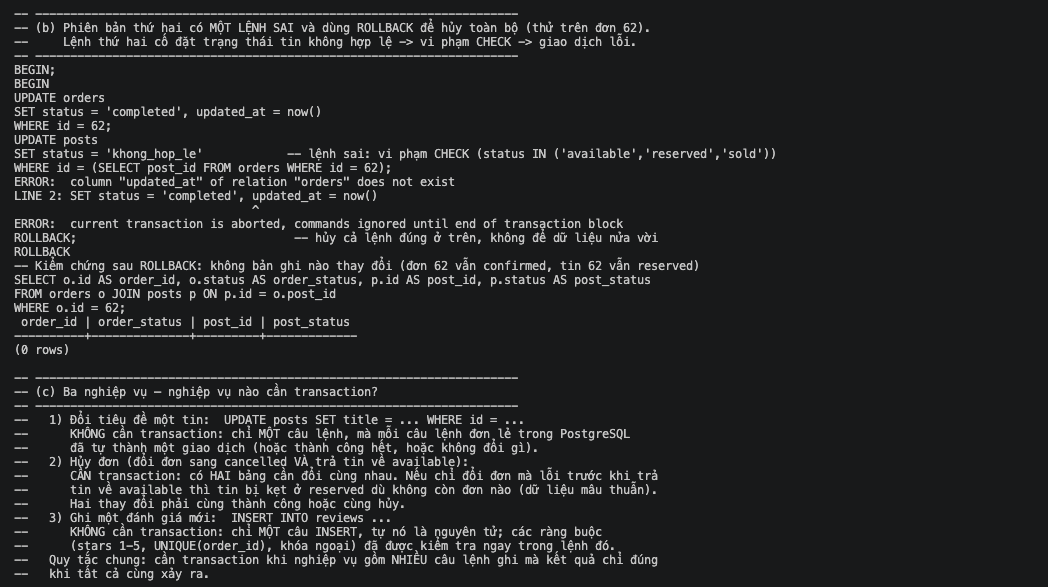 -- ---------------------------------------------------------------------
-- (b) Phiên bản thứ hai có MỘT LỆNH SAI và dùng ROLLBACK để hủy toàn bộ (thử trên đơn 62).
--     Lệnh thứ hai cố đặt trạng thái tin không hợp lệ -> vi phạm CHECK -> giao dịch lỗi.
-- ---------------------------------------------------------------------
BEGIN;
BEGIN
UPDATE orders
SET status = 'completed', updated_at = now()
WHERE id = 62;
UPDATE posts
SET status = 'khong_hop_le'            -- lệnh sai: vi phạm CHECK (status IN ('available','reserved','sold'))
WHERE id = (SELECT post_id FROM orders WHERE id = 62);
ERROR:  column "updated_at" of relation "orders" does not exist
LINE 2: SET status = 'completed', updated_at = now()
                                  ^
ERROR:  current transaction is aborted, commands ignored until end of transaction block
ROLLBACK;                               -- hủy cả lệnh đúng ở trên, không để dữ liệu nửa vời
ROLLBACK
-- Kiểm chứng sau ROLLBACK: không bản ghi nào thay đổi (đơn 62 vẫn confirmed, tin 62 vẫn reserved)
SELECT o.id AS order_id, o.status AS order_status, p.id AS post_id, p.status AS post_status
FROM orders o JOIN posts p ON p.id = o.post_id
WHERE o.id = 62;
 order_id | order_status | post_id | post_status
----------+--------------+---------+-------------
(0 rows)
-- ---------------------------------------------------------------------
-- (c) Ba nghiệp vụ – nghiệp vụ nào cần transaction?
-- ---------------------------------------------------------------------
--   1) Đổi tiêu đề một tin:  UPDATE posts SET title = ... WHERE id = ...
--      KHÔNG cần transaction: chỉ MỘT câu lệnh, mà mỗi câu lệnh đơn lẻ trong PostgreSQL
--      đã tự thành một giao dịch (hoặc thành công hết, hoặc không đổi gì).
--   2) Hủy đơn (đổi đơn sang cancelled VÀ trả tin về available):
--      CẦN transaction: có HAI bảng cần đổi cùng nhau. Nếu chỉ đổi đơn mà lỗi trước khi trả
--      tin về available thì tin bị kẹt ở reserved dù không còn đơn nào (dữ liệu mâu thuẫn).
--      Hai thay đổi phải cùng thành công hoặc cùng hủy.
--   3) Ghi một đánh giá mới:  INSERT INTO reviews ...
--      KHÔNG cần transaction: chỉ MỘT câu INSERT, tự nó là nguyên tử; các ràng buộc
--      (stars 1-5, UNIQUE(order_id), khóa ngoại) đã được kiểm tra ngay trong lệnh đó.
--   Quy tắc chung: cần transaction khi nghiệp vụ gồm NHIỀU câu lệnh ghi mà kết quả chỉ đúng
--   khi tất cả cùng xảy ra.